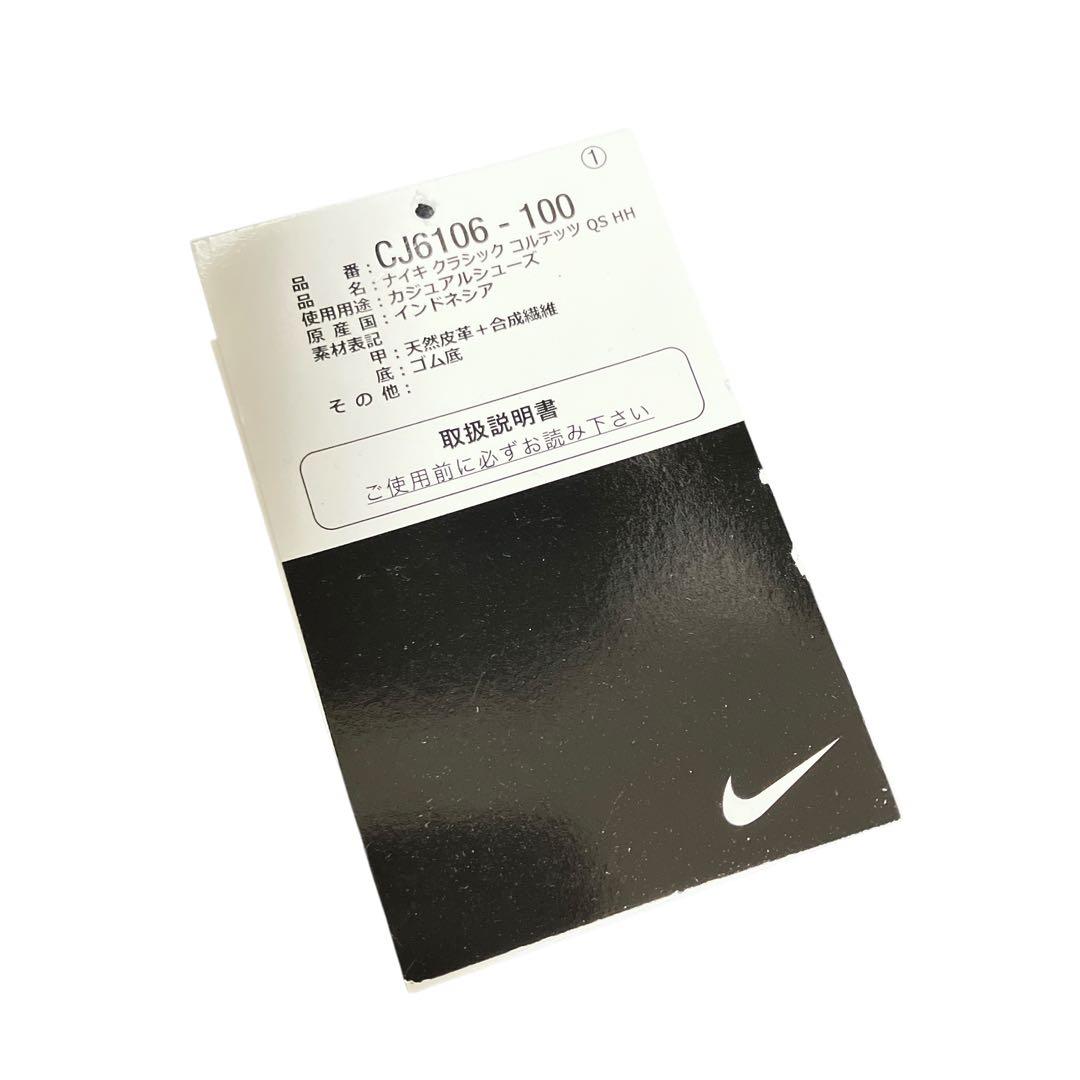 ①
品番：CJ6106 - 100
品名：ナイキ クラシック コルテッツ QS HH
使用用途：カジュアルシューズ
原産国：インドネシア
素材表記
甲：天然皮革＋合成繊維
底：ゴム底
その他：
取扱説明書
ご使用前に必ずお読み下さい